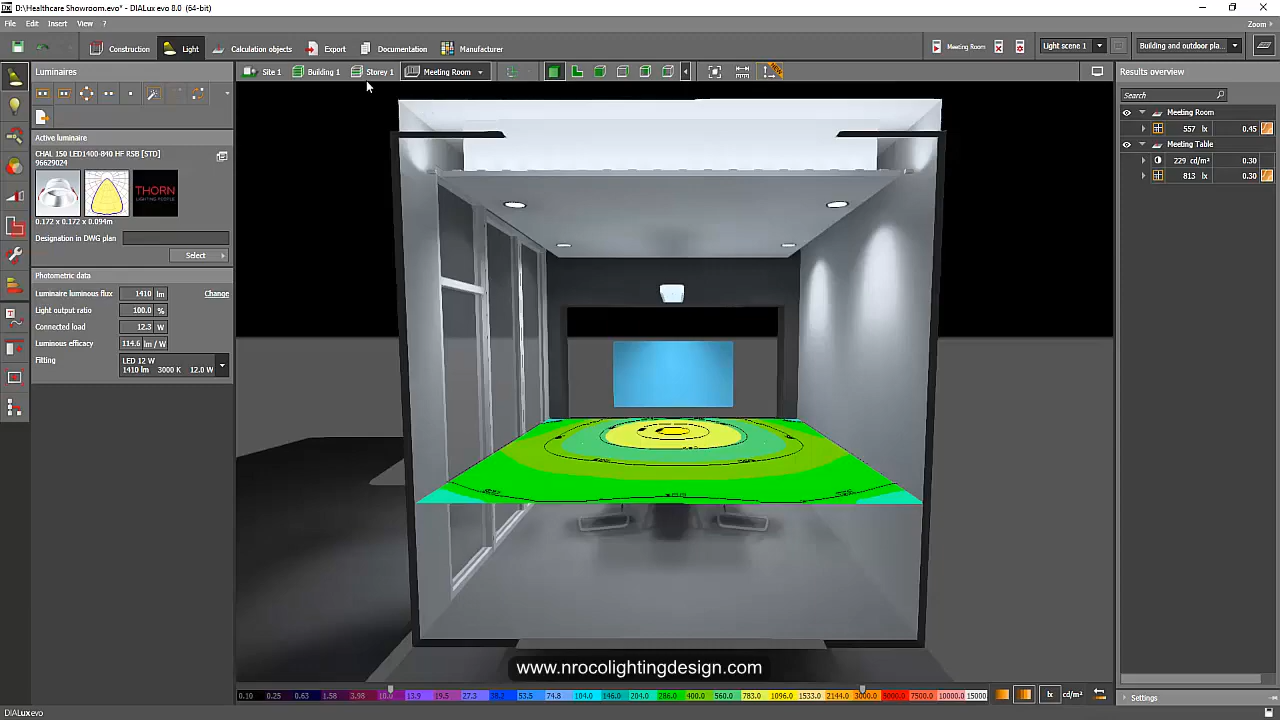 D:\Healthcare Showroom.evo* - DIALux evo 8.0 (64-bit)
File Edit Insert View ? Zoom
Construction Light Calculation objects Export Documentation Manufacturer Meeting Room Light scene 1 Building and outdoor pla...
Luminaires Site 1 Building 1 Storey 1 Meeting Room NEW Results overview
Search
Active luminaire
CHAL 150 LED1400-840 HF RSB [STD]
96629024
THORN
LIGHTING PEOPLE
0.172 x 0.172 x 0.094m
Designation in DWG plan
Select
Photometric data
Luminaire luminous flux 1410 lm Change
Light output ratio 100.0 %
Connected load 12.3 W
Luminous efficacy 114.6 lm / W
Fitting LED 12 W
1410 lm 3000 K 12.0 W
Meeting Room
557 lx 0.45
Meeting Table
229 cd/m² 0.30
813 lx 0.30
www.nrocolightingdesign.com
0.10 0.25 0.63 1.58 3.98 10.0 13.9 19.5 27.3 38.2 53.5 74.8 104.0 146.0 204.0 286.0 400.0 560.0 783.0 1096.0 1533.0 2144.0 3000.0 5000.0 7500.0 10000.0 15000 lx cd/m²
Settings
DIALuxevo